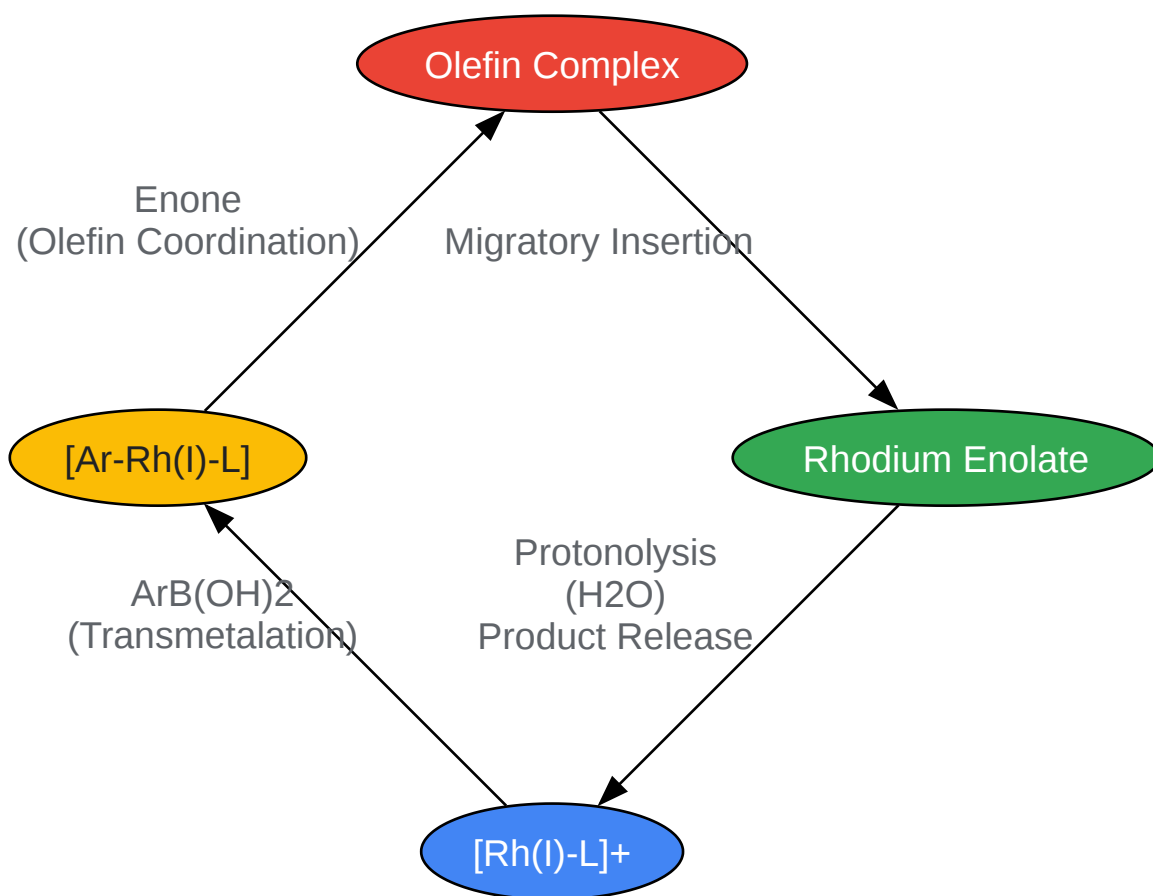 Olefin Complex
Enone
(Olefin Coordination)
Migratory Insertion
[Ar-Rh(I)-L]
Rhodium Enolate
Protonolysis
(H2O)
Product Release
ArB(OH)2
(Transmetalation)
[Rh(I)-L]+